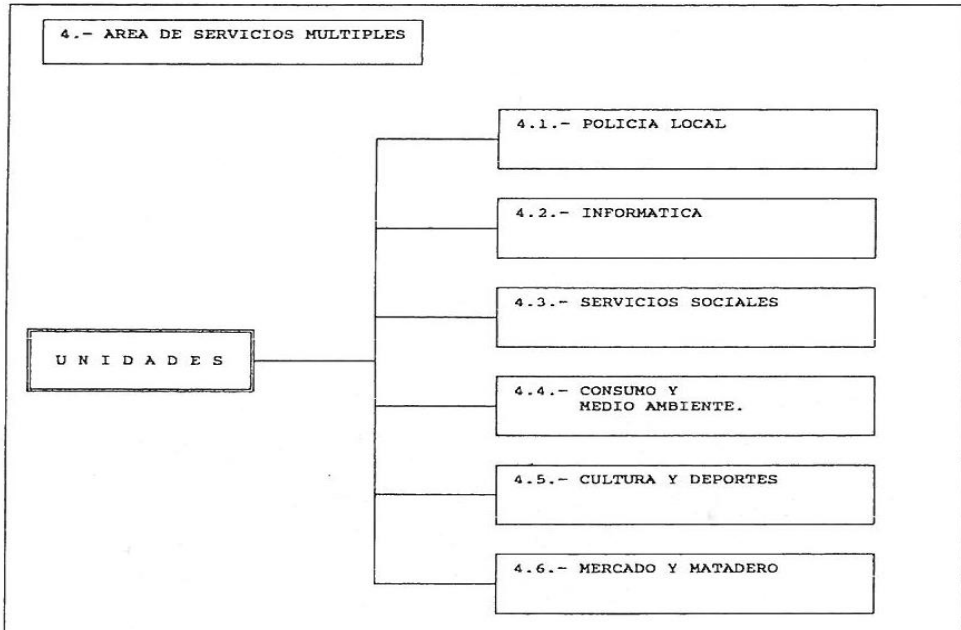 4.- AREA DE SERVICIOS MULTIPLES
4.1.- POLICIA LOCAL
4.2.- INFORMATICA
4.3.- SERVICIOS SOCIALES
U N I D A D E S
4.4.- CONSUMO Y
MEDIO AMBIENTE.
4.5.- CULTURA Y DEPORTES
4.6.- MERCADO Y MATADERO